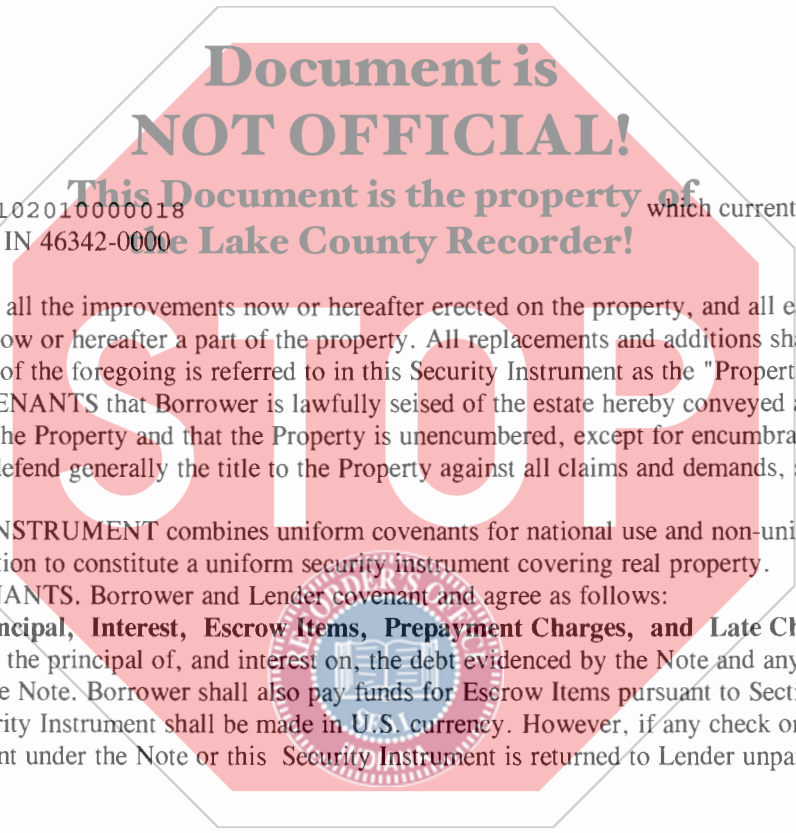 Document is
NOT OFFICIAL!
This Document is the property of
the Lake County Recorder!
02010000018 which current
IN 46342-0000
all the improvements now or hereafter erected on the property, and all
or hereafter a part of the property. All replacements and additions
of the foregoing is referred to in this Security Instrument as the "Propert
that Borrower is lawfully seised of the estate hereby conveyed
he Property and that the Property is unencumbered, except for encumbra
defend generally the title to the Property against all claims and demands,
NSTRUMENT combines uniform covenants for national use and non-uni
tion to constitute a uniform security instrument covering real property.
NANTS. Borrower and Lender covenant and agree as follows:
ncipal, Interest, Escrow Items, Prepayment Charges, and Late Ch
the principal of, and interest on, the debt evidenced by the Note and any
e Note. Borrower shall also pay funds for Escrow Items pursuant to Secti
rity Instrument shall be made in U.S. currency. However, if any check or
nt under the Note or this Security Instrument is returned to Lender unpa
STOP
RECORDER'S OFFICE
INDIANA